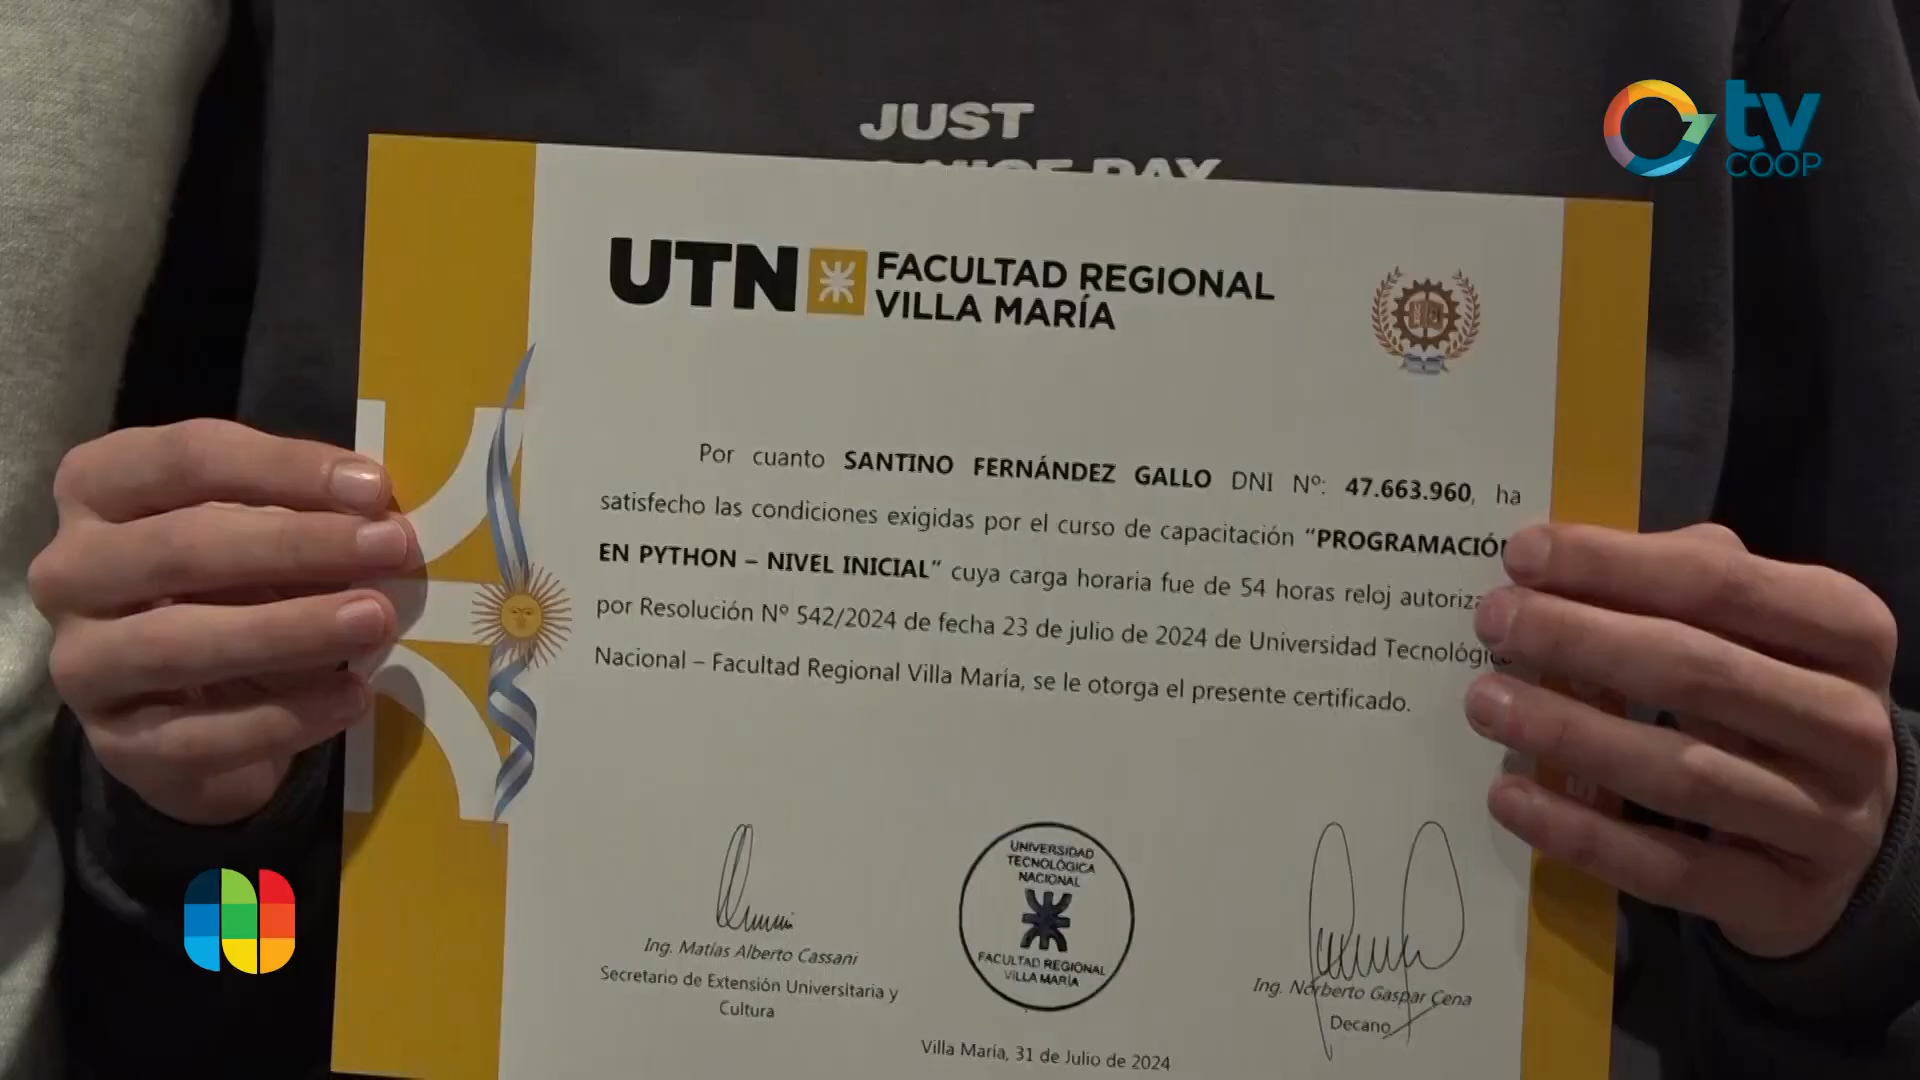 JUST
DAY
tv
COOP
UTN FACULTAD REGIONAL
VILLA MARÍA
Por cuanto SANTINO FERNÁNDEZ GALLO DNI Nº: 47.663.960, ha
satisfecho las condiciones exigidas por el curso de capacitación “PROGRAMACIÓN
EN PYTHON – NIVEL INICIAL” cuya carga horaria fue de 54 horas reloj autoriza
por Resolución Nº 542/2024 de fecha 23 de julio de 2024 de Universidad Tecnológica
Nacional – Facultad Regional Villa María, se le otorga el presente certificado.
UNIVERSIDAD
TECNOLÓGICA
NACIONAL
FACULTAD REGIONAL
VILLA MARÍA
Ing. Matías Alberto Cassani
Secretario de Extensión Universitaria y
Cultura
Ing. Norberto Gaspar Cena
Decano
Villa María, 31 de Julio de 2024